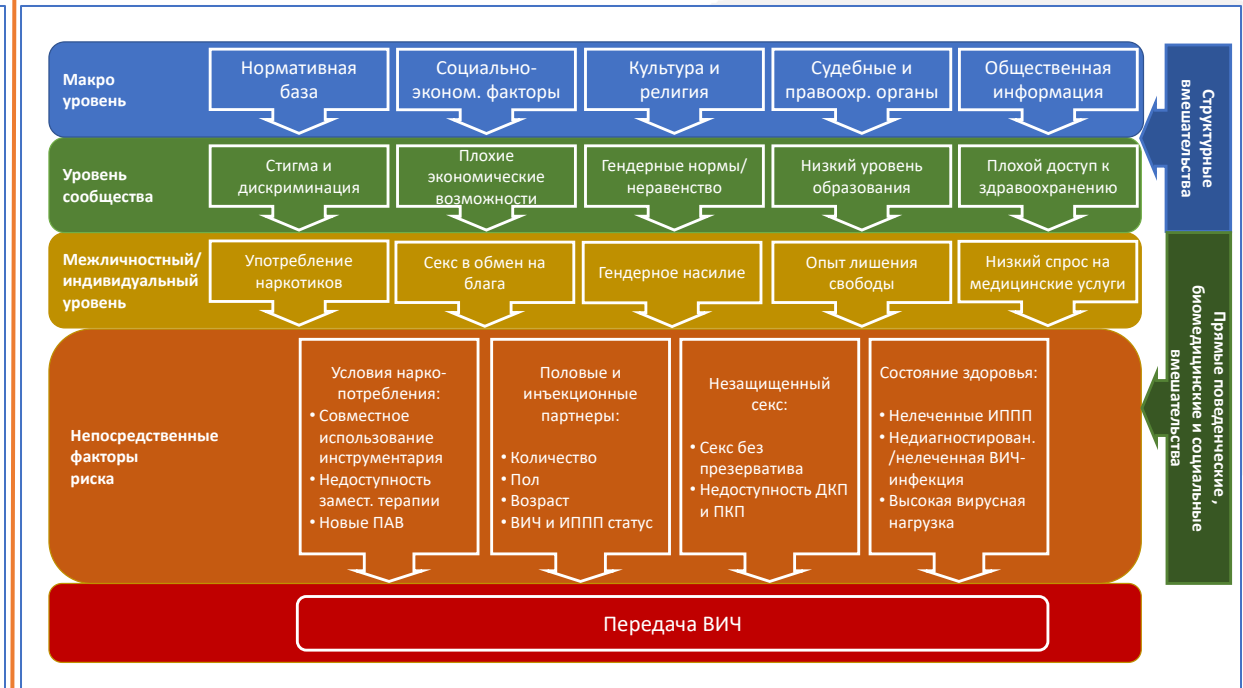 Макро
уровень
Нормативная
база
Социально-
эконом. факторы
Культура и
религия
Судебные и
правоохр. органы
Общественная
информация
Уровень
сообщества
Стигма и
дискриминация
Плохие
экономические
возможности
Гендерные нормы/
неравенство
Низкий уровень
образования
Плохой доступ к
здравоохранению
Межличностный/
индивидуальный
уровень
Употребление
наркотиков
Секс в обмен на
блага
Гендерное насилие
Опыт лишения
свободы
Низкий спрос на
медицинские услуги
Непосредственные
факторы
риска
Условия нарко-
потребления:
• Совместное
использование
инструментария
• Недоступность
замест. терапии
• Новые ПАВ
Половые и
инъекционные
партнеры:
• Количество
• Пол
• Возраст
• ВИЧ и ИППП статус
Незащищенный
секс:
• Секс без
презерватива
• Недоступность ДКП
и ПКП
Состояние здоровья:
• Нелеченные ИППП
• Недиагностирован.
/нелеченная ВИЧ-
инфекция
• Высокая вирусная
нагрузка
Передача ВИЧ
Структурные
вмешательства
Прямые поведенческие ,
биомедицинские и социальные
вмешательства